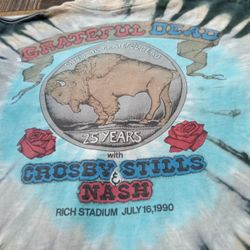 GRATEFUL DEAD
25 YEARS
with
CROSBY STILLS
&
NASH
RICH STADIUM JULY 16, 1990